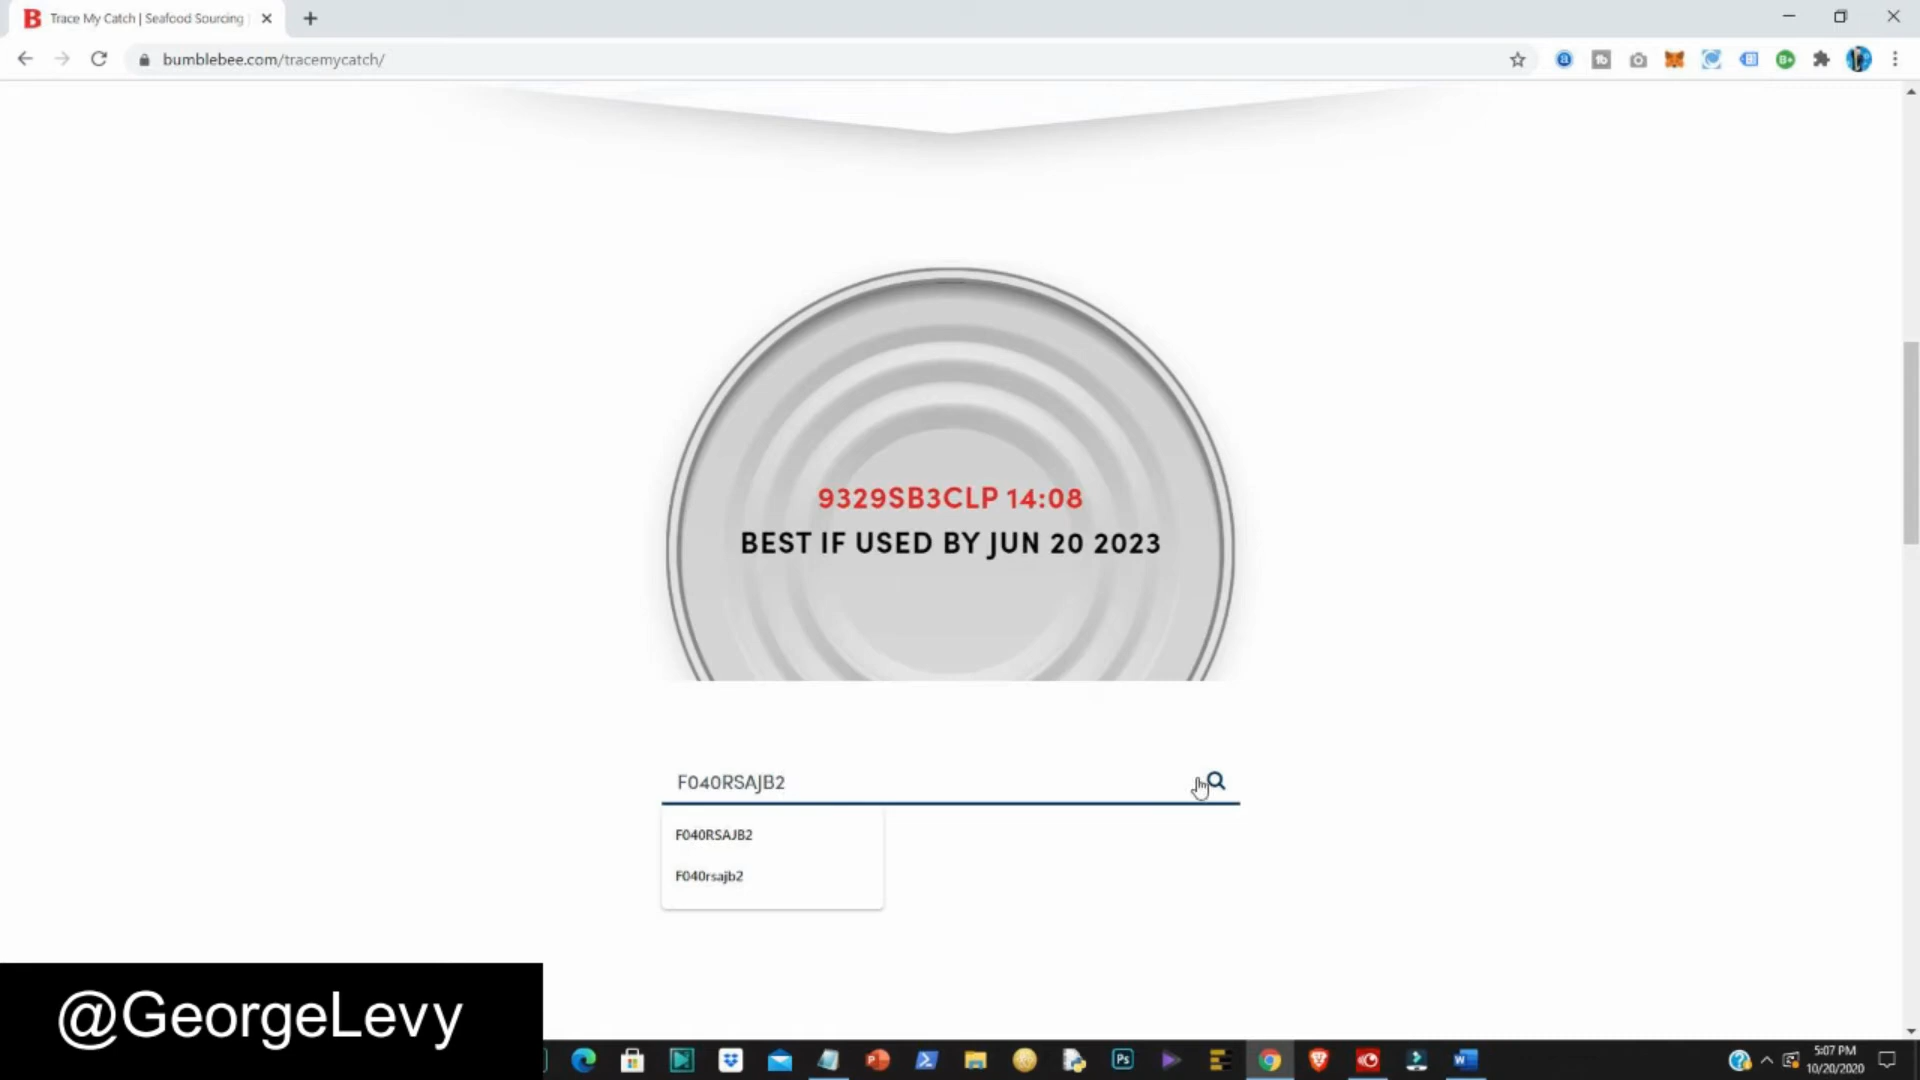 Trace My Catch | Seafood Sourcing
bumblebee.com/tracemycatch/
9329SB3CLP 14:08
BEST IF USED BY JUN 20 2023
F040RSAJB2
F040RSAJB2
F040rsajb2
@GeorgeLevy
Ps
5:07 PM
10/20/2020